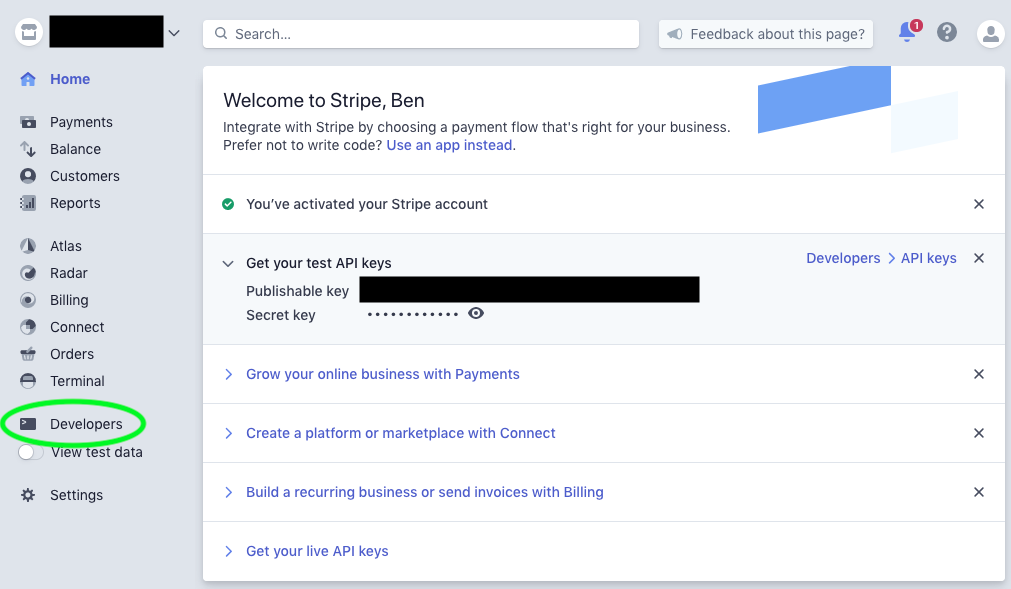 Search...
Feedback about this page?
1
?
Home
Payments
Balance
Customers
Reports
Atlas
Radar
Billing
Connect
Orders
Terminal
Developers
View test data
Settings
Welcome to Stripe, Ben
Integrate with Stripe by choosing a payment flow that's right for your business.
Prefer not to write code? Use an app instead.
You’ve activated your Stripe account
Get your test API keys
Developers > API keys
Publishable key
Secret key ••••••••••••
Grow your online business with Payments
Create a platform or marketplace with Connect
Build a recurring business or send invoices with Billing
Get your live API keys